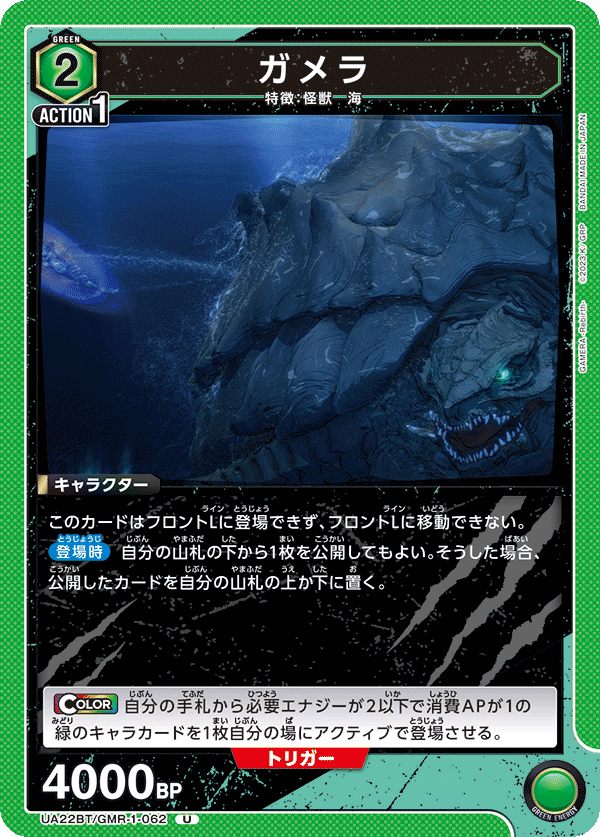 GREEN
2
ACTION 1
ガメラ
特徴:怪獣 海
©2023 K/GRP BANDAI MADE IN JAPAN
GAMERA -Rebirth-
キャラクター
このカードはフロントLに登場できず、フロントLに移動できない。
登場時 自分の山札の下から1枚を公開してもよい。そうした場合、
公開したカードを自分の山札の上か下に置く。
COLOR 自分の手札から必要エナジーが2以下で消費APが1の
緑のキャラカードを1枚自分の場にアクティブで登場させる。
トリガー
4000BP
UA22BT/GMR-1-062 U
GREEN ENERGY